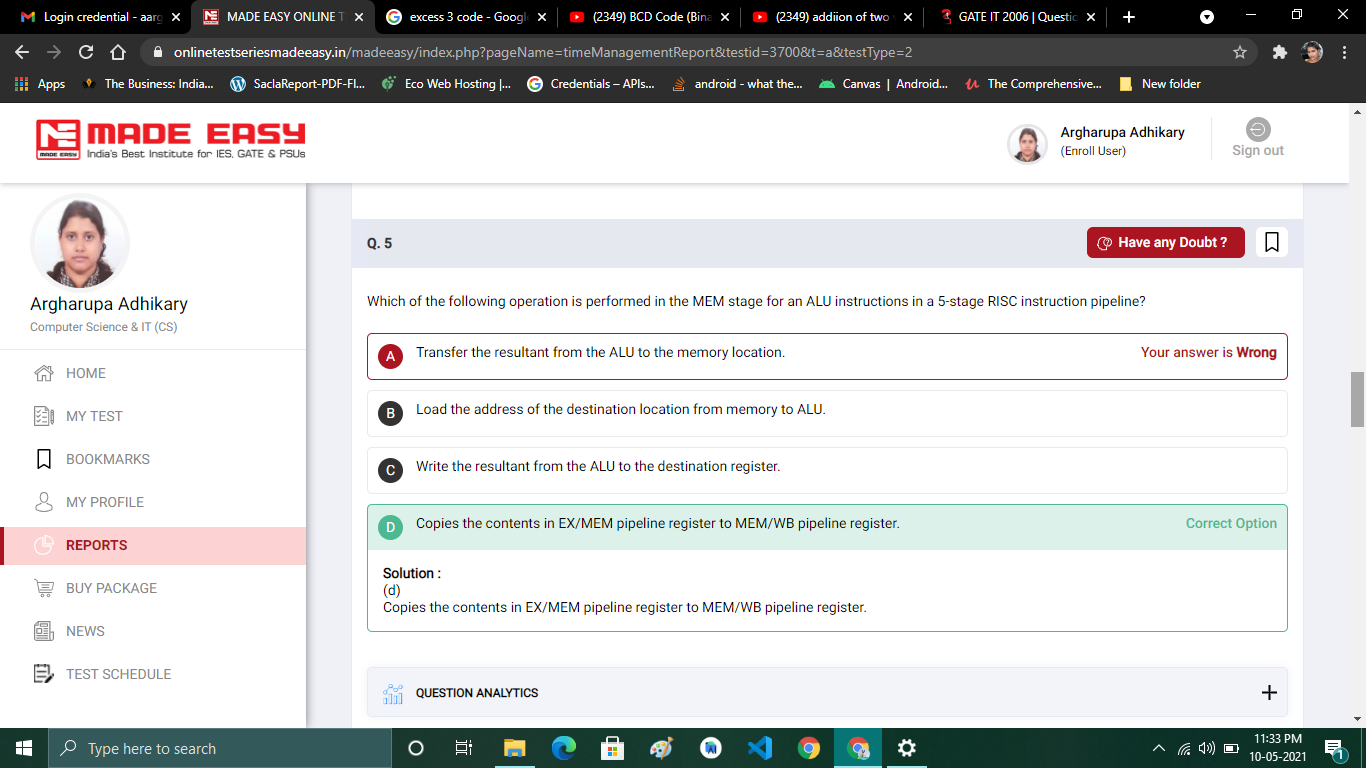 Login credential - aarg
MADE EASY ONLINE T
excess 3 code - Google
(2349) BCD Code (Bina
(2349) addiion of two
GATE IT 2006 | Questio
onlinetestseriesmadeeasy.in/madeeasy/index.php?pageName=timeManagementReport&testid=3700&t=a&testType=2
Apps
The Business: India...
SaclaReport-PDF-Fl...
Eco Web Hosting |...
Credentials – APIs...
android - what the...
Canvas | Android...
The Comprehensive...
New folder
MADE EASY
MADE EASY
India's Best Institute for IES, GATE & PSUs
Argharupa Adhikary
(Enroll User)
Sign out
Argharupa Adhikary
Computer Science & IT (CS)
HOME
MY TEST
BOOKMARKS
MY PROFILE
REPORTS
BUY PACKAGE
NEWS
TEST SCHEDULE
Q. 5
Have any Doubt ?
Which of the following operation is performed in the MEM stage for an ALU instructions in a 5-stage RISC instruction pipeline?
A Transfer the resultant from the ALU to the memory location. Your answer is Wrong
B Load the address of the destination location from memory to ALU.
C Write the resultant from the ALU to the destination register.
D Copies the contents in EX/MEM pipeline register to MEM/WB pipeline register. Correct Option
Solution :
(d)
Copies the contents in EX/MEM pipeline register to MEM/WB pipeline register.
QUESTION ANALYTICS
Type here to search
11:33 PM
10-05-2021
1